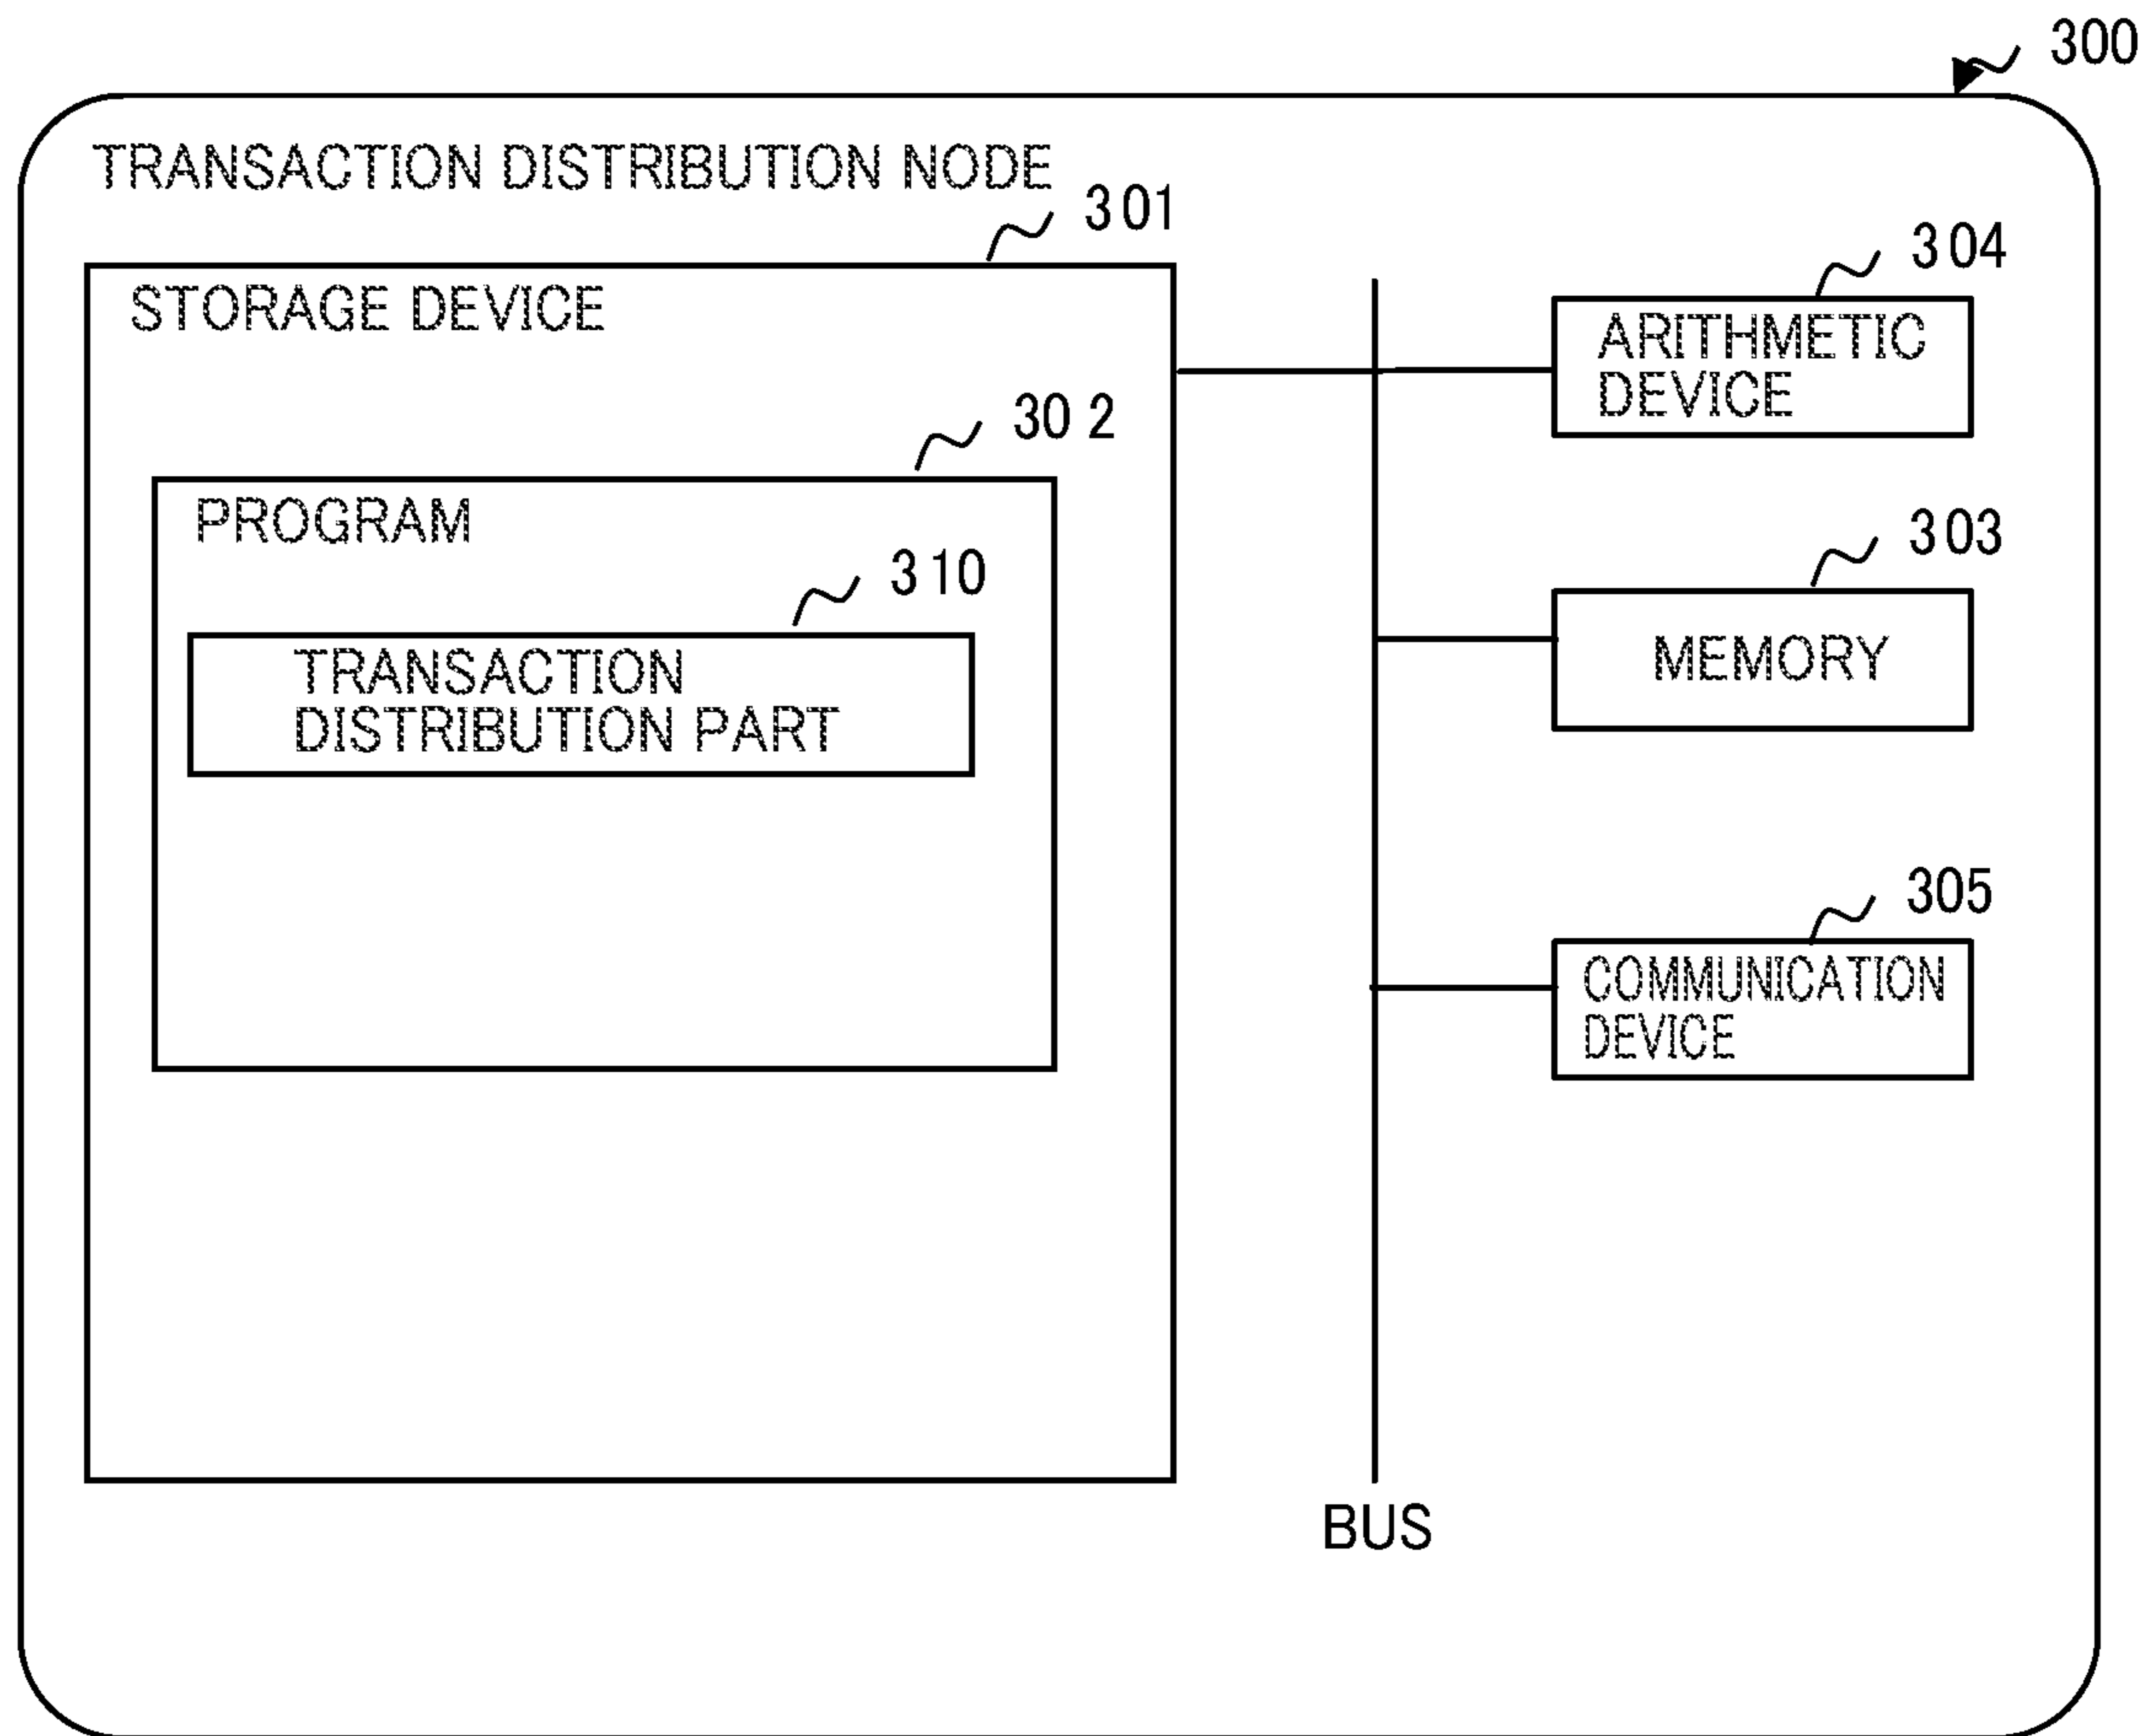 300
TRANSACTION DISTRIBUTION NODE
301
STORAGE DEVICE
302
PROGRAM
310
TRANSACTION
DISTRIBUTION PART
304
ARITHMETIC
DEVICE
303
MEMORY
305
COMMUNICATION
DEVICE
BUS